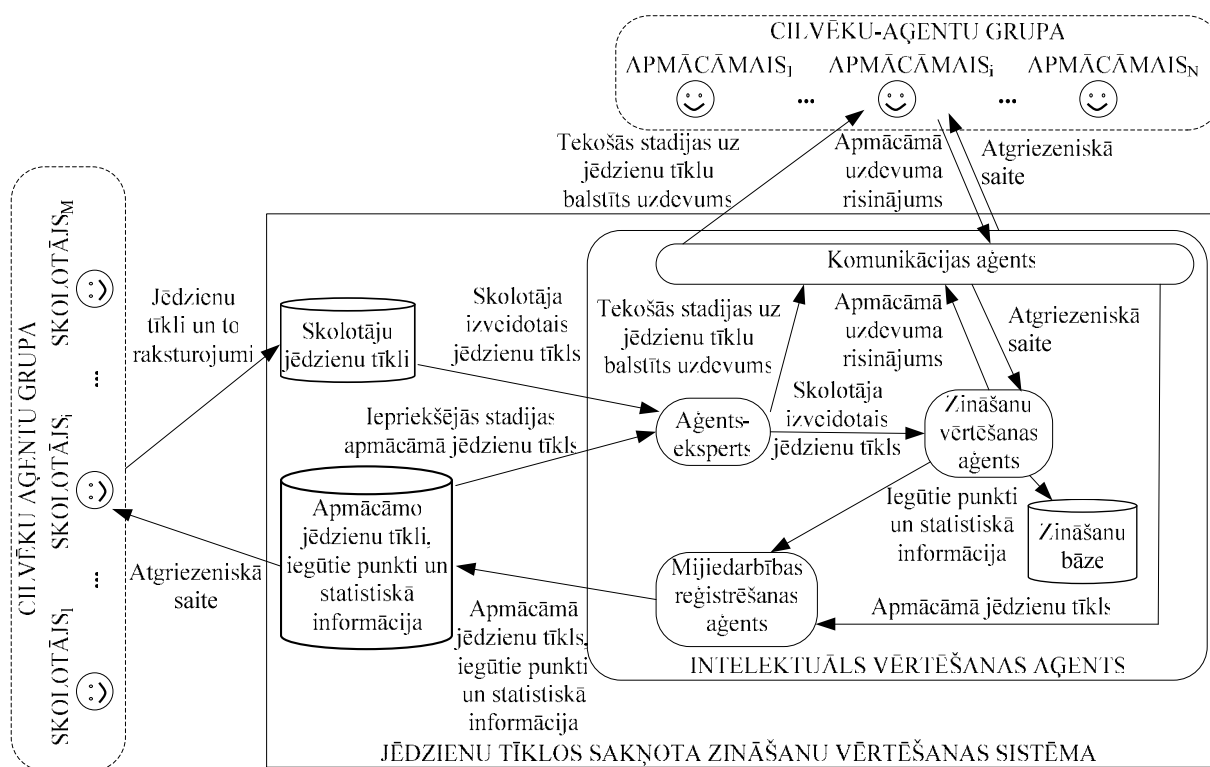 CILVĒKU-AĢENTU GRUPA
APMĀCĀMAIS1
APMĀCĀMAISi
APMĀCĀMAISN
...
...
Tekošās stadijas uz
jēdzienu tīklu
balstīts uzdevums
Apmācāmā
uzdevuma
risinājums
Atgriezeniskā
saite
CILVĒKU AĢENTU GRUPA
SKOLOTĀJSM
...
SKOLOTĀJSi
...
SKOLOTĀJS1
Jēdzienu
tīkli un to
raksturojumi
Atgriezeniskā
saite
Skolotāju
jēdzienu tīkli
Skolotāja
izveidotais
jēdzienu tīkls
Iepriekšējās stadijas
apmācāmā jēdzienu tīkls
Apmācāmo
jēdzienu tīkli,
iegūtie punkti un
statistiskā
informācija
Apmācāmā
jēdzienu tīkls,
iegūtie punkti
un statistiskā
informācija
Komunikācijas aģents
Tekošās stadijas uz
jēdzienu tīklu
balstīts uzdevums
Apmācāmā
uzdevuma
risinājums
Atgriezeniskā
saite
Aģents-
eksperts
Skolotāja
izveidotais
jēdzienu tīkls
Zināšanu
vērtēšanas
aģents
Iegūtie punkti
un statistiskā
informācija
Zināšanu
bāze
Mijiedarbības
reģistrēšanas
aģents
Apmācāmā jēdzienu tīkls
INTELEKTUĀLS VĒRTĒŠANAS AĢENTS
JĒDZIENU TĪKLOS SAKŅOTA ZINĀŠANU VĒRTĒŠANAS SISTĒMA